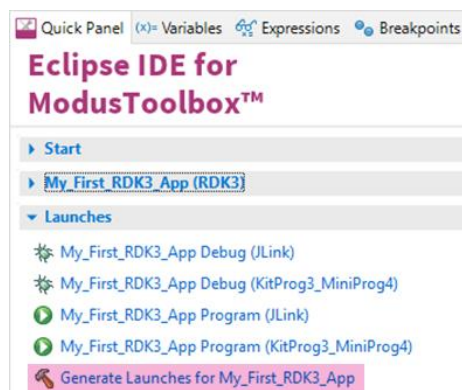 Quick Panel (x)= Variables Expressions Breakpoints
Eclipse IDE for
ModusToolbox™
Start
My_First_RDK3_App (RDK3)
Launches
My_First_RDK3_App Debug (JLink)
My_First_RDK3_App Debug (KitProg3_MiniProg4)
My_First_RDK3_App Program (JLink)
My_First_RDK3_App Program (KitProg3_MiniProg4)
Generate Launches for My_First_RDK3_App